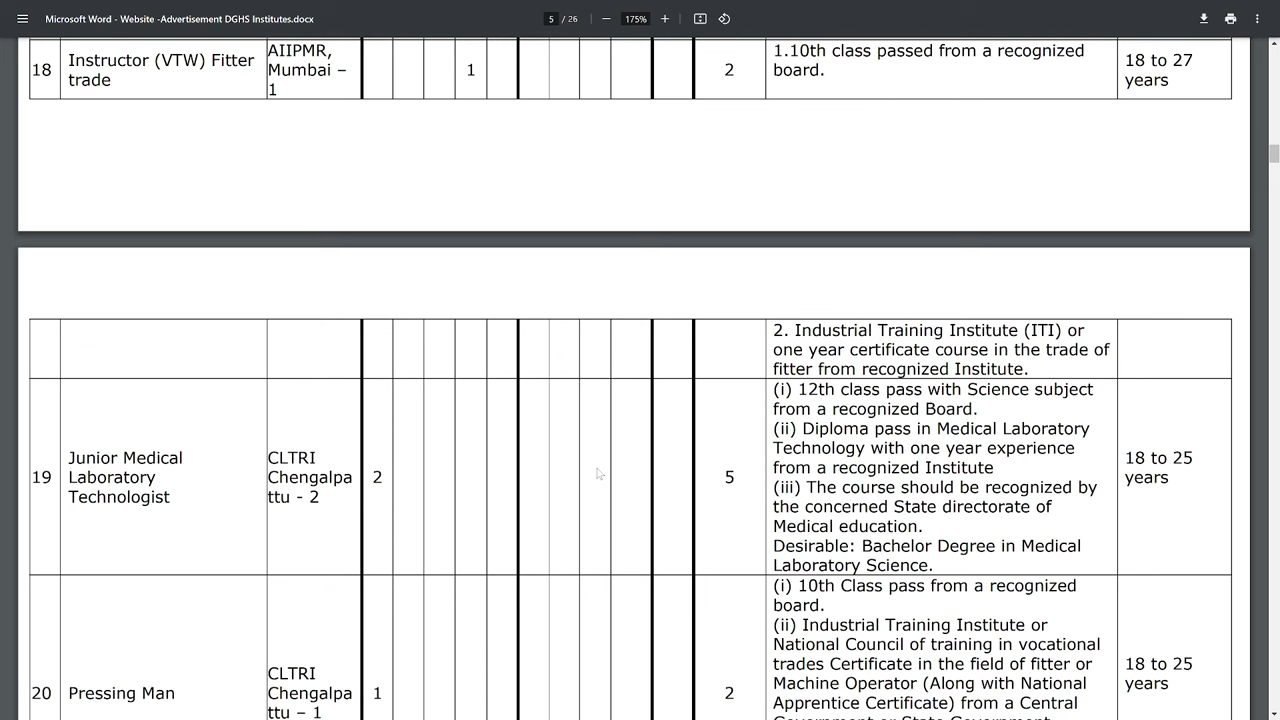 Microsoft Word - Website -Advertisement DGHS Institutes.docx
5 / 26
175%
18
Instructor (VTW) Fitter
trade
AIIPMR,
Mumbai –
1
1
2
1.10th class passed from a recognized
board.
18 to 27
years
2. Industrial Training Institute (ITI) or
one year certificate course in the trade of
fitter from recognized Institute.
19
Junior Medical
Laboratory
Technologist
CLTRI
Chengalpa
ttu - 2
2
5
(i) 12th class pass with Science subject
from a recognized Board.
(ii) Diploma pass in Medical Laboratory
Technology with one year experience
from a recognized Institute
(iii) The course should be recognized by
the concerned State directorate of
Medical education.
Desirable: Bachelor Degree in Medical
Laboratory Science.
18 to 25
years
20
Pressing Man
CLTRI
Chengalpa
ttu – 1
1
2
(i) 10th Class pass from a recognized
board.
(ii) Industrial Training Institute or
National Council of training in vocational
trades Certificate in the field of fitter or
Machine Operator (Along with National
Apprentice Certificate) from a Central
Government or State Government
18 to 25
years